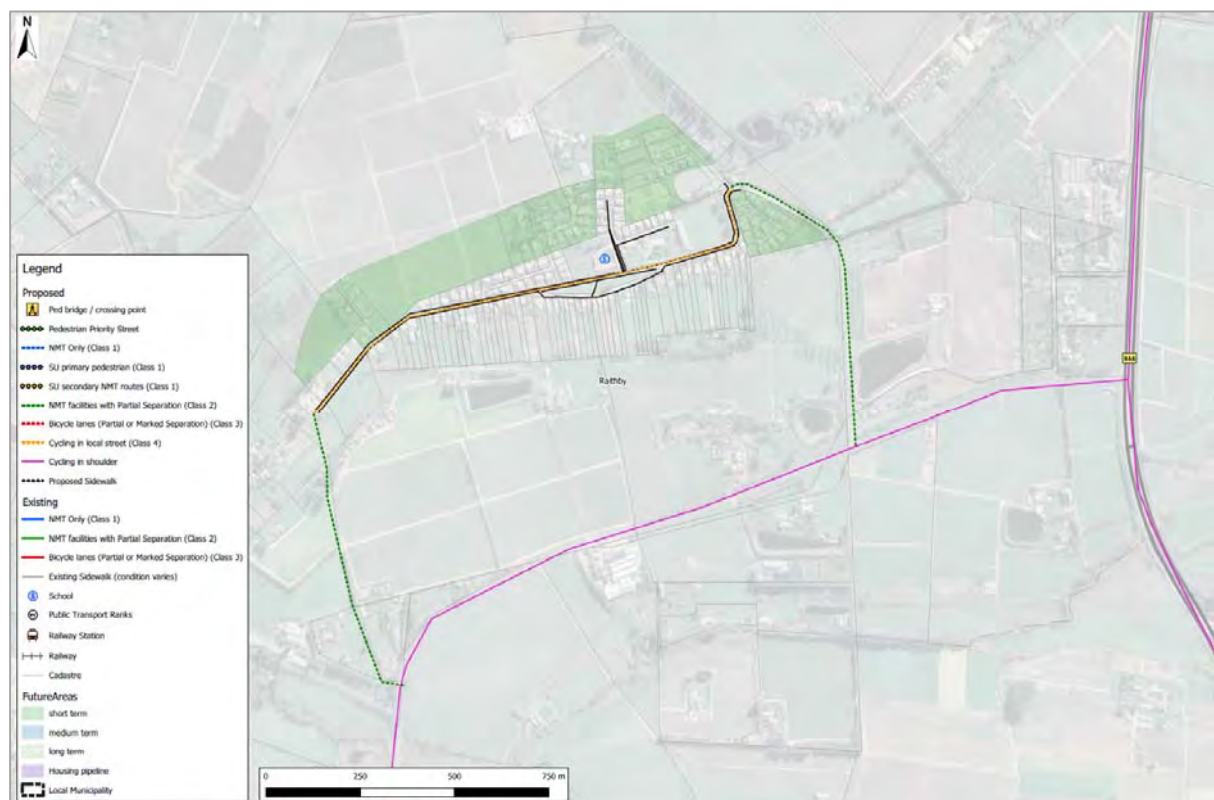 N
Legend
Proposed
Ped bridge / crossing point
Pedestrian Priority Street
NMT Only (Class 1)
SU primary pedestrian (Class 1)
SU secondary NMT routes (Class 1)
NMT facilities with Partial Separation (Class 2)
Bicycle lanes (Partial or Marked Separation) (Class 3)
Cycling in local street (Class 4)
Cycling in shoulder
Proposed Sidewalk
Existing
NMT Only (Class 1)
NMT facilities with Partial Separation (Class 2)
Bicycle lanes (Partial or Marked Separation) (Class 3)
Existing Sidewalk (condition varies)
School
Public Transport Ranks
Railway Station
Railway
Cadastre
FutureAreas
short term
medium term
long term
Housing pipeline
Local Municipality
Raithby
0 250 500 750 m